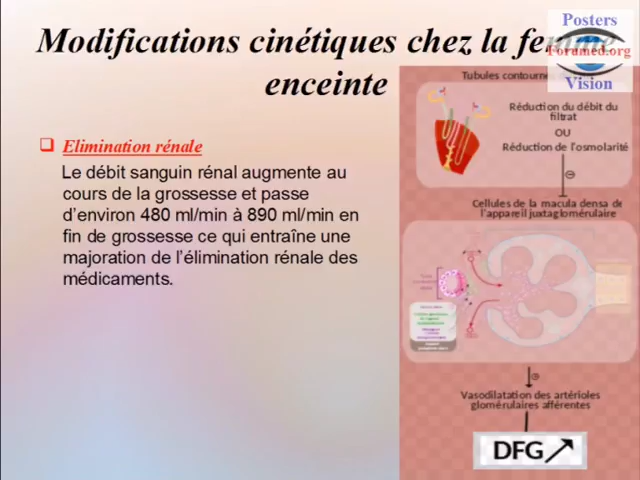 Modifications cinétiques chez la femme
enceinte
Posters
Forumed.org
Vision
❑ Elimination rénale
Le débit sanguin rénal augmente au
cours de la grossesse et passe
d’environ 480 ml/min à 890 ml/min en
fin de grossesse ce qui entraîne une
majoration de l’élimination rénale des
médicaments.
Tubules
Réduction du débit du
filtrat
OU
Réduction de l'osmolarité
Cellules de la macula densa de
l'appareil juxtaglomérulaire
Vasodilatation des artérioles
glomérulaires afférentes
DFG